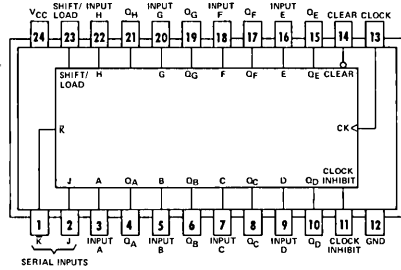 VCC SHIFT/ LOAD INPUT H QH INPUT G QG INPUT F QF INPUT E QE CLEAR CLOCK
24 23 22 21 20 19 18 17 16 15 14 13
SHIFT/ LOAD H QH G QG F QF E QE CLEAR
K̅ CK
J A QA B QB C QC D QD CLOCK INHIBIT
1 2 3 4 5 6 7 8 9 10 11 12
K̅ J INPUT A QA INPUT B QB INPUT C QC INPUT D QD CLOCK INHIBIT GND
SERIAL INPUTS